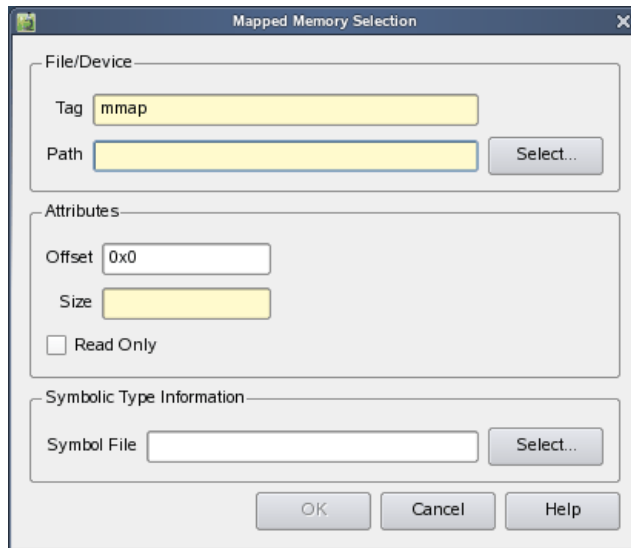 Mapped Memory Selection
File/Device
Tag mmap
Path Select...
Attributes
Offset 0x0
Size
Read Only
Symbolic Type Information
Symbol File Select...
OK Cancel Help